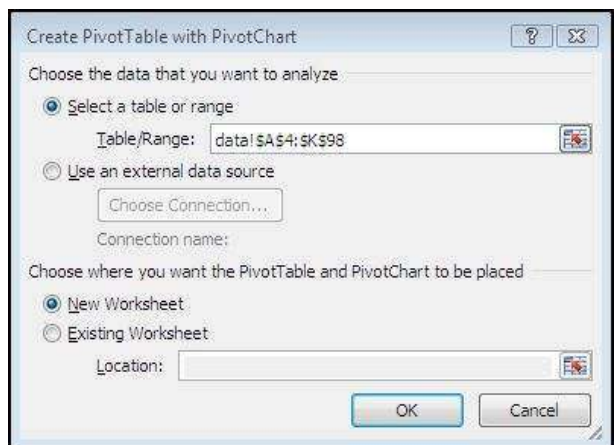 Create PivotTable with PivotChart
Choose the data that you want to analyze
Select a table or range
Table/Range: data!$A$4:$K$98
Use an external data source
Choose Connection...
Connection name:
Choose where you want the PivotTable and PivotChart to be placed
New Worksheet
Existing Worksheet
Location:
OK Cancel